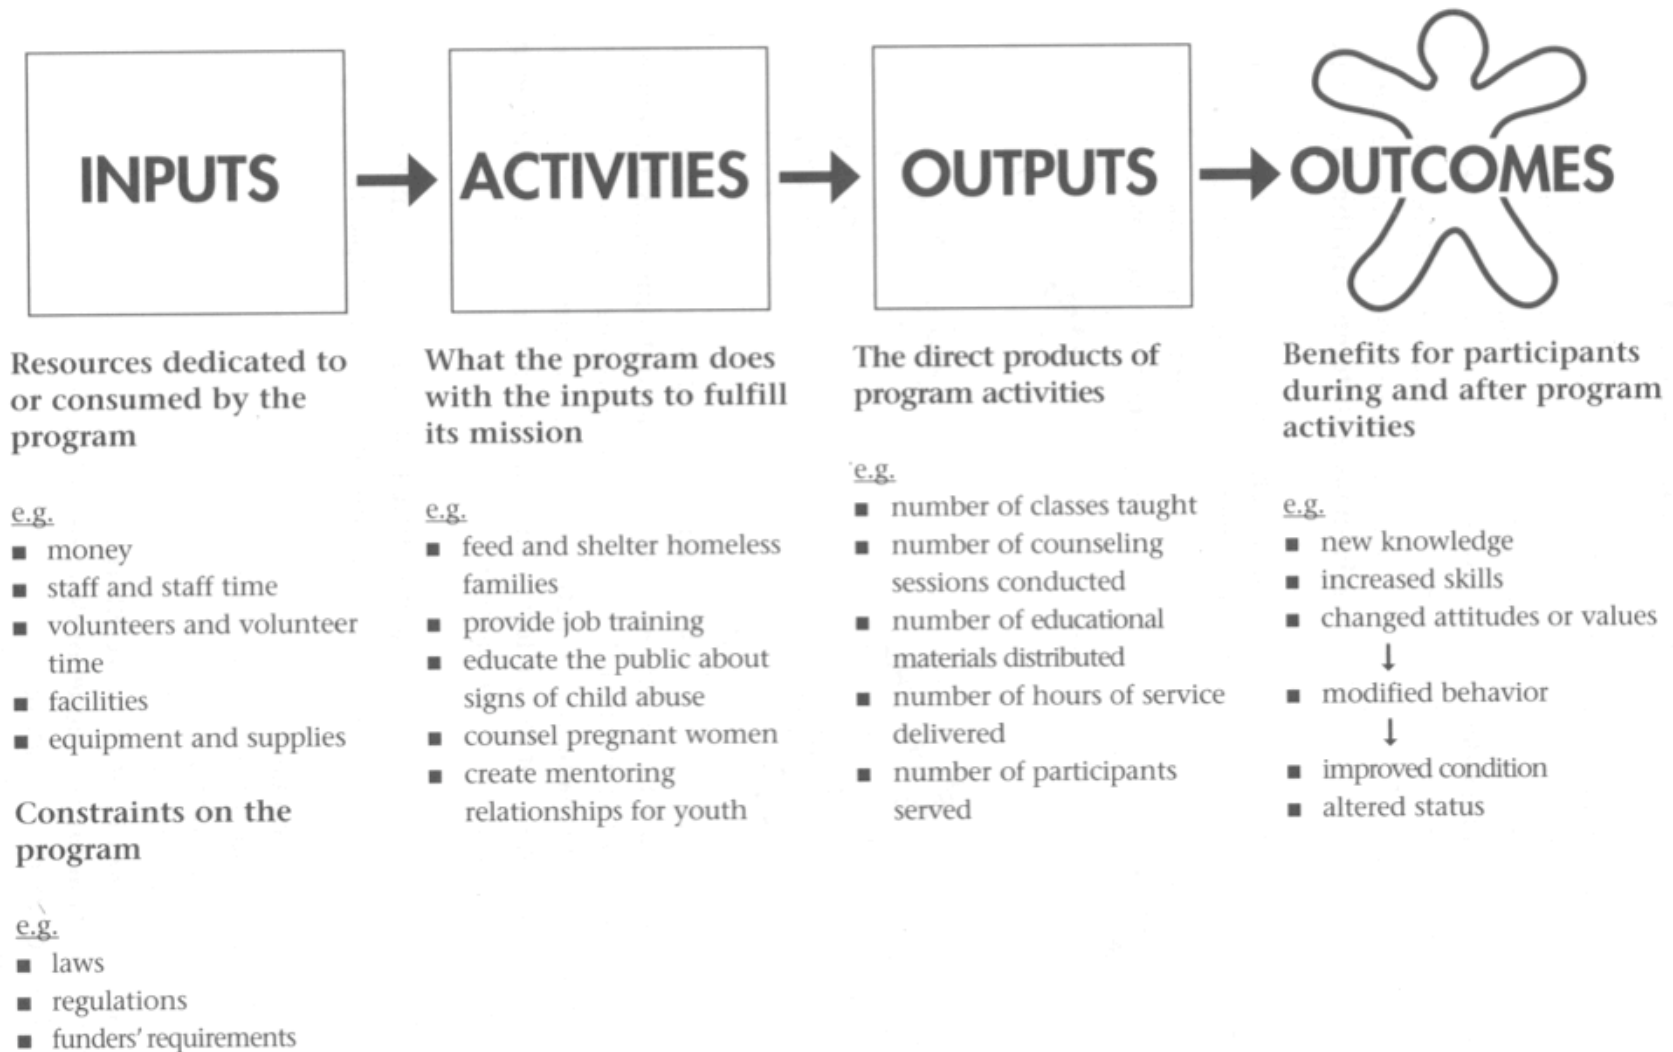 INPUTS
ACTIVITIES
OUTPUTS
OUTCOMES
Resources dedicated to
or consumed by the
program
e.g.
■ money
■ staff and staff time
■ volunteers and volunteer
time
■ facilities
■ equipment and supplies
Constraints on the
program
e.g.
■ laws
■ regulations
■ funders' requirements
What the program does
with the inputs to fulfill
its mission
e.g.
■ feed and shelter homeless
families
■ provide job training
■ educate the public about
signs of child abuse
■ counsel pregnant women
■ create mentoring
relationships for youth
The direct products of
program activities
e.g.
■ number of classes taught
■ number of counseling
sessions conducted
■ number of educational
materials distributed
■ number of hours of service
delivered
■ number of participants
served
Benefits for participants
during and after program
activities
e.g.
■ new knowledge
■ increased skills
■ changed attitudes or values
↓
■ modified behavior
↓
■ improved condition
■ altered status